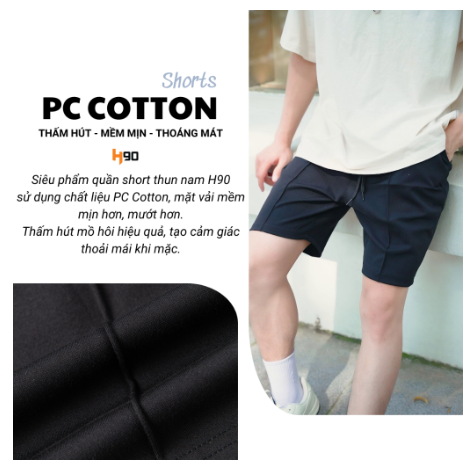 Shorts
PC COTTON
THẤM HÚT - MỀM MỊN - THOÁNG MÁT
H90
Siêu phẩm quần short thun nam H90
sử dụng chất liệu PC Cotton, mặt vải mềm
mịn hơn, mướt hơn.
Thấm hút mồ hôi hiệu quả, tạo cảm giác
thoải mái khi mặc.